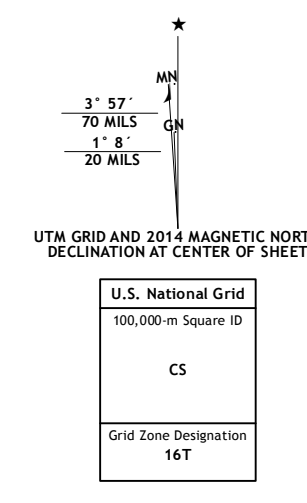 ★
MN
3° 57´
70 MILS
GN
1° 8´
20 MILS
UTM GRID AND 2014 MAGNETIC NORT
DECLINATION AT CENTER OF SHEET
U.S. National Grid
100,000-m Square ID
CS
Grid Zone Designation
16T